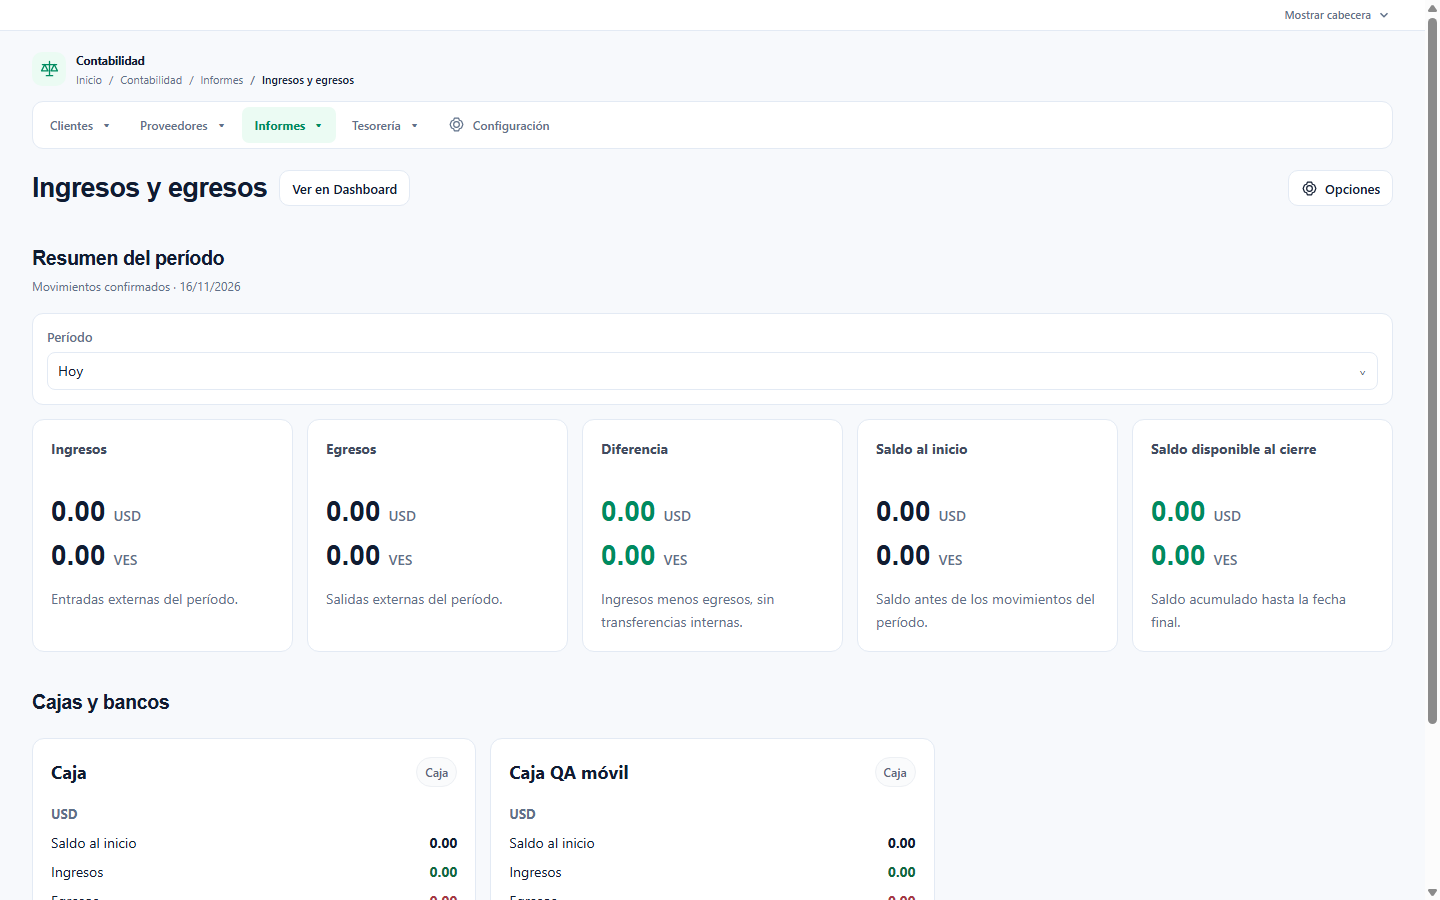 Mostrar cabecera
Contabilidad
Inicio / Contabilidad / Informes / Ingresos y egresos
Clientes Proveedores Informes Tesorería Configuración
Ingresos y egresos Ver en Dashboard Opciones
Resumen del período
Movimientos confirmados · 16/11/2026
Período
Hoy
Ingresos
0.00 USD
0.00 VES
Entradas externas del período.
Egresos
0.00 USD
0.00 VES
Salidas externas del período.
Diferencia
0.00 USD
0.00 VES
Ingresos menos egresos, sin
transferencias internas.
Saldo al inicio
0.00 USD
0.00 VES
Saldo antes de los movimientos del
período.
Saldo disponible al cierre
0.00 USD
0.00 VES
Saldo acumulado hasta la fecha
final.
Cajas y bancos
Caja Caja
USD
Saldo al inicio 0.00
Ingresos 0.00
Egresos 0.00
Caja QA móvil Caja
USD
Saldo al inicio 0.00
Ingresos 0.00
Egresos 0.00